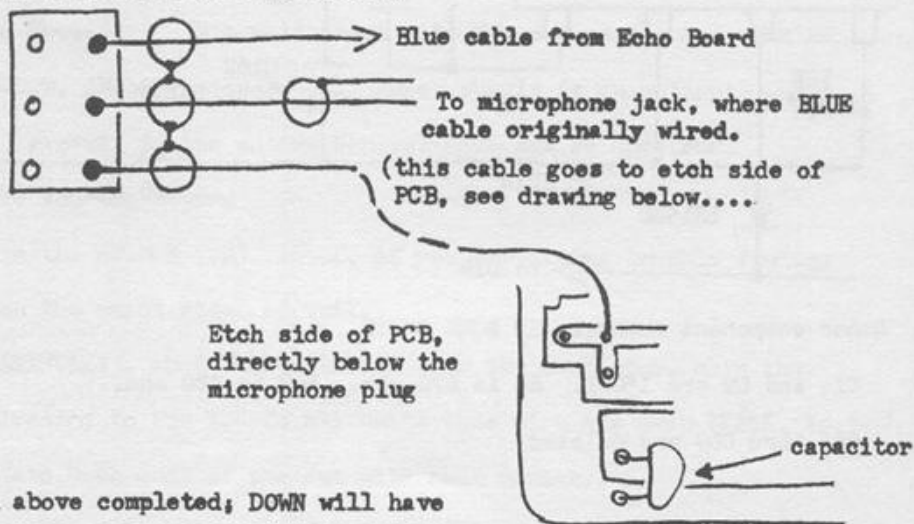 Blue cable from Echo Board
To microphone jack, where BLUE
cable originally wired.
(this cable goes to etch side of
PCB, see drawing below....
Etch side of PCB,
directly below the
microphone plug
capacitor
above completed; DOWN will have